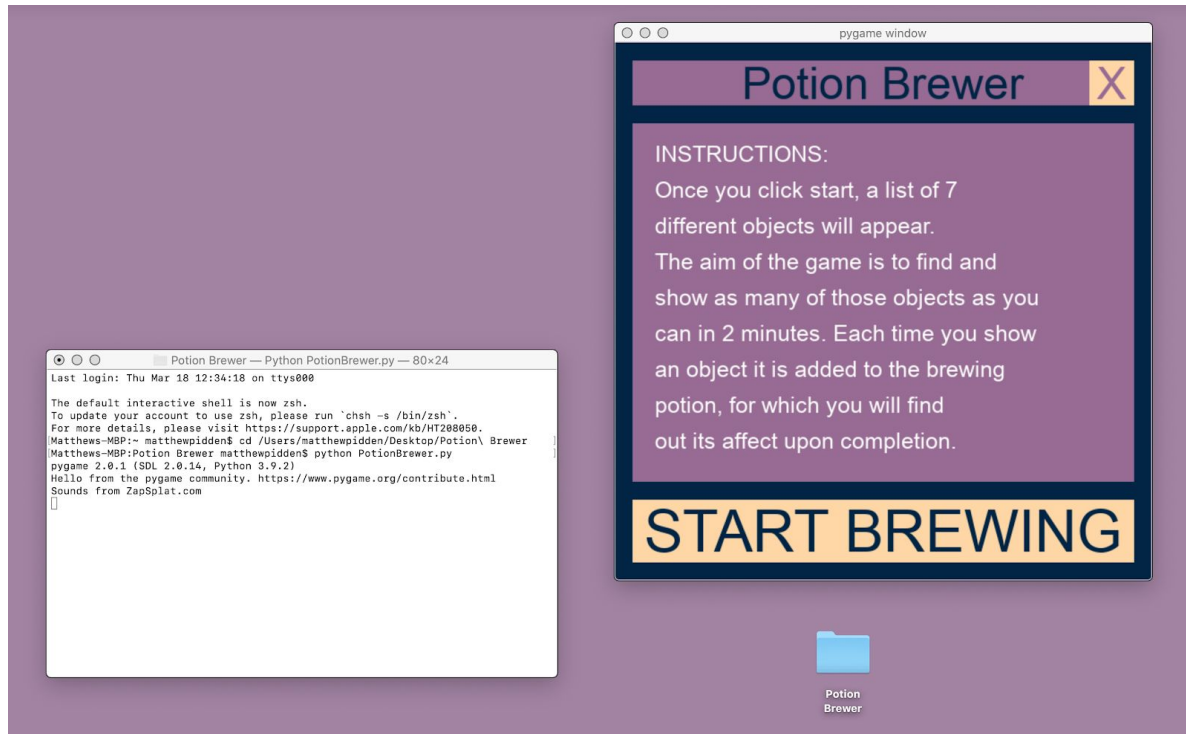 pygame window
Potion Brewer X
INSTRUCTIONS:
Once you click start, a list of 7
different objects will appear.
The aim of the game is to find and
show as many of those objects as you
can in 2 minutes. Each time you show
an object it is added to the brewing
potion, for which you will find
out its affect upon completion.
START BREWING
Potion Brewer — Python PotionBrewer.py — 80×24
Last login: Thu Mar 18 12:34:18 on ttys000
The default interactive shell is now zsh.
To update your account to use zsh, please run `chsh -s /bin/zsh`.
For more details, please visit https://support.apple.com/kb/HT208050.
[Matthews-MBP:~ matthewpidden$ cd /Users/matthewpidden/Desktop/Potion\ Brewer ]
[Matthews-MBP:Potion Brewer matthewpidden$ python PotionBrewer.py ]
pygame 2.0.1 (SDL 2.0.14, Python 3.9.2)
Hello from the pygame community. https://www.pygame.org/contribute.html
Sounds from ZapSplat.com
Potion
Brewer